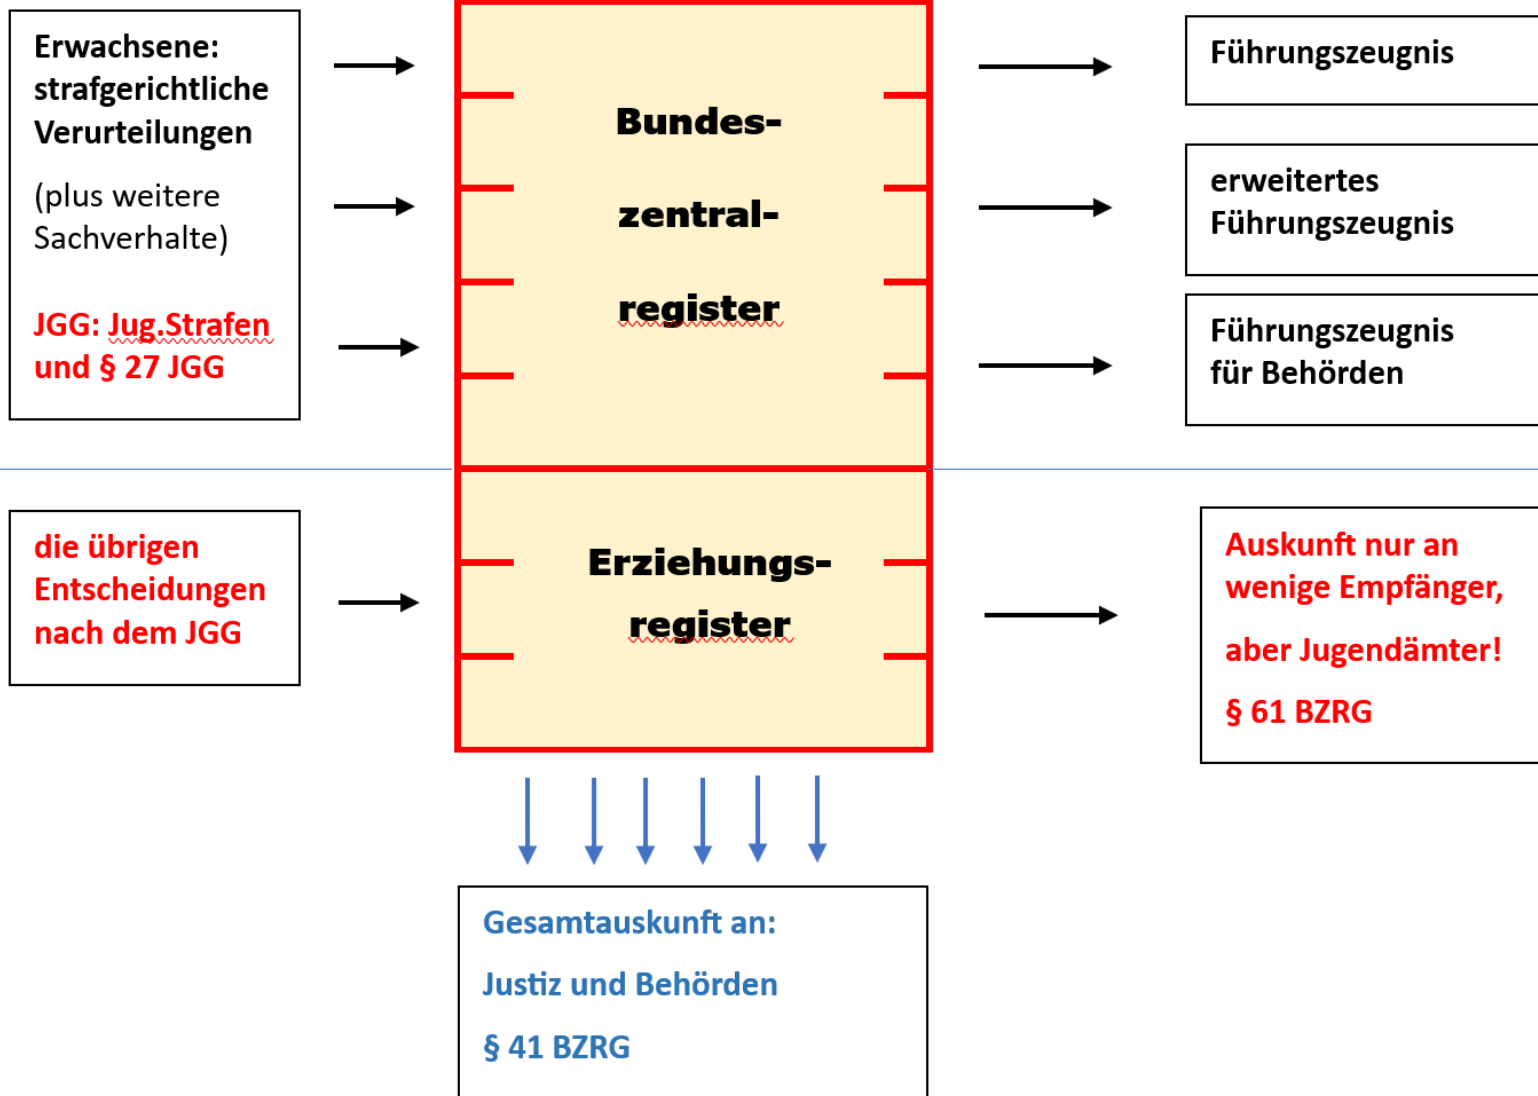 Erwachsene:
strafgerichtliche
Verurteilungen
(plus weitere
Sachverhalte)
JGG: Jug.Strafen
und § 27 JGG
Bundes-
zentral-
register
Führungszeugnis
erweitertes
Führungszeugnis
Führungszeugnis
für Behörden
die übrigen
Entscheidungen
nach dem JGG
Erziehungs-
register
Auskunft nur an
wenige Empfänger,
aber Jugendämter!
§ 61 BZRG
Gesamtauskunft an:
Justiz und Behörden
§ 41 BZRG